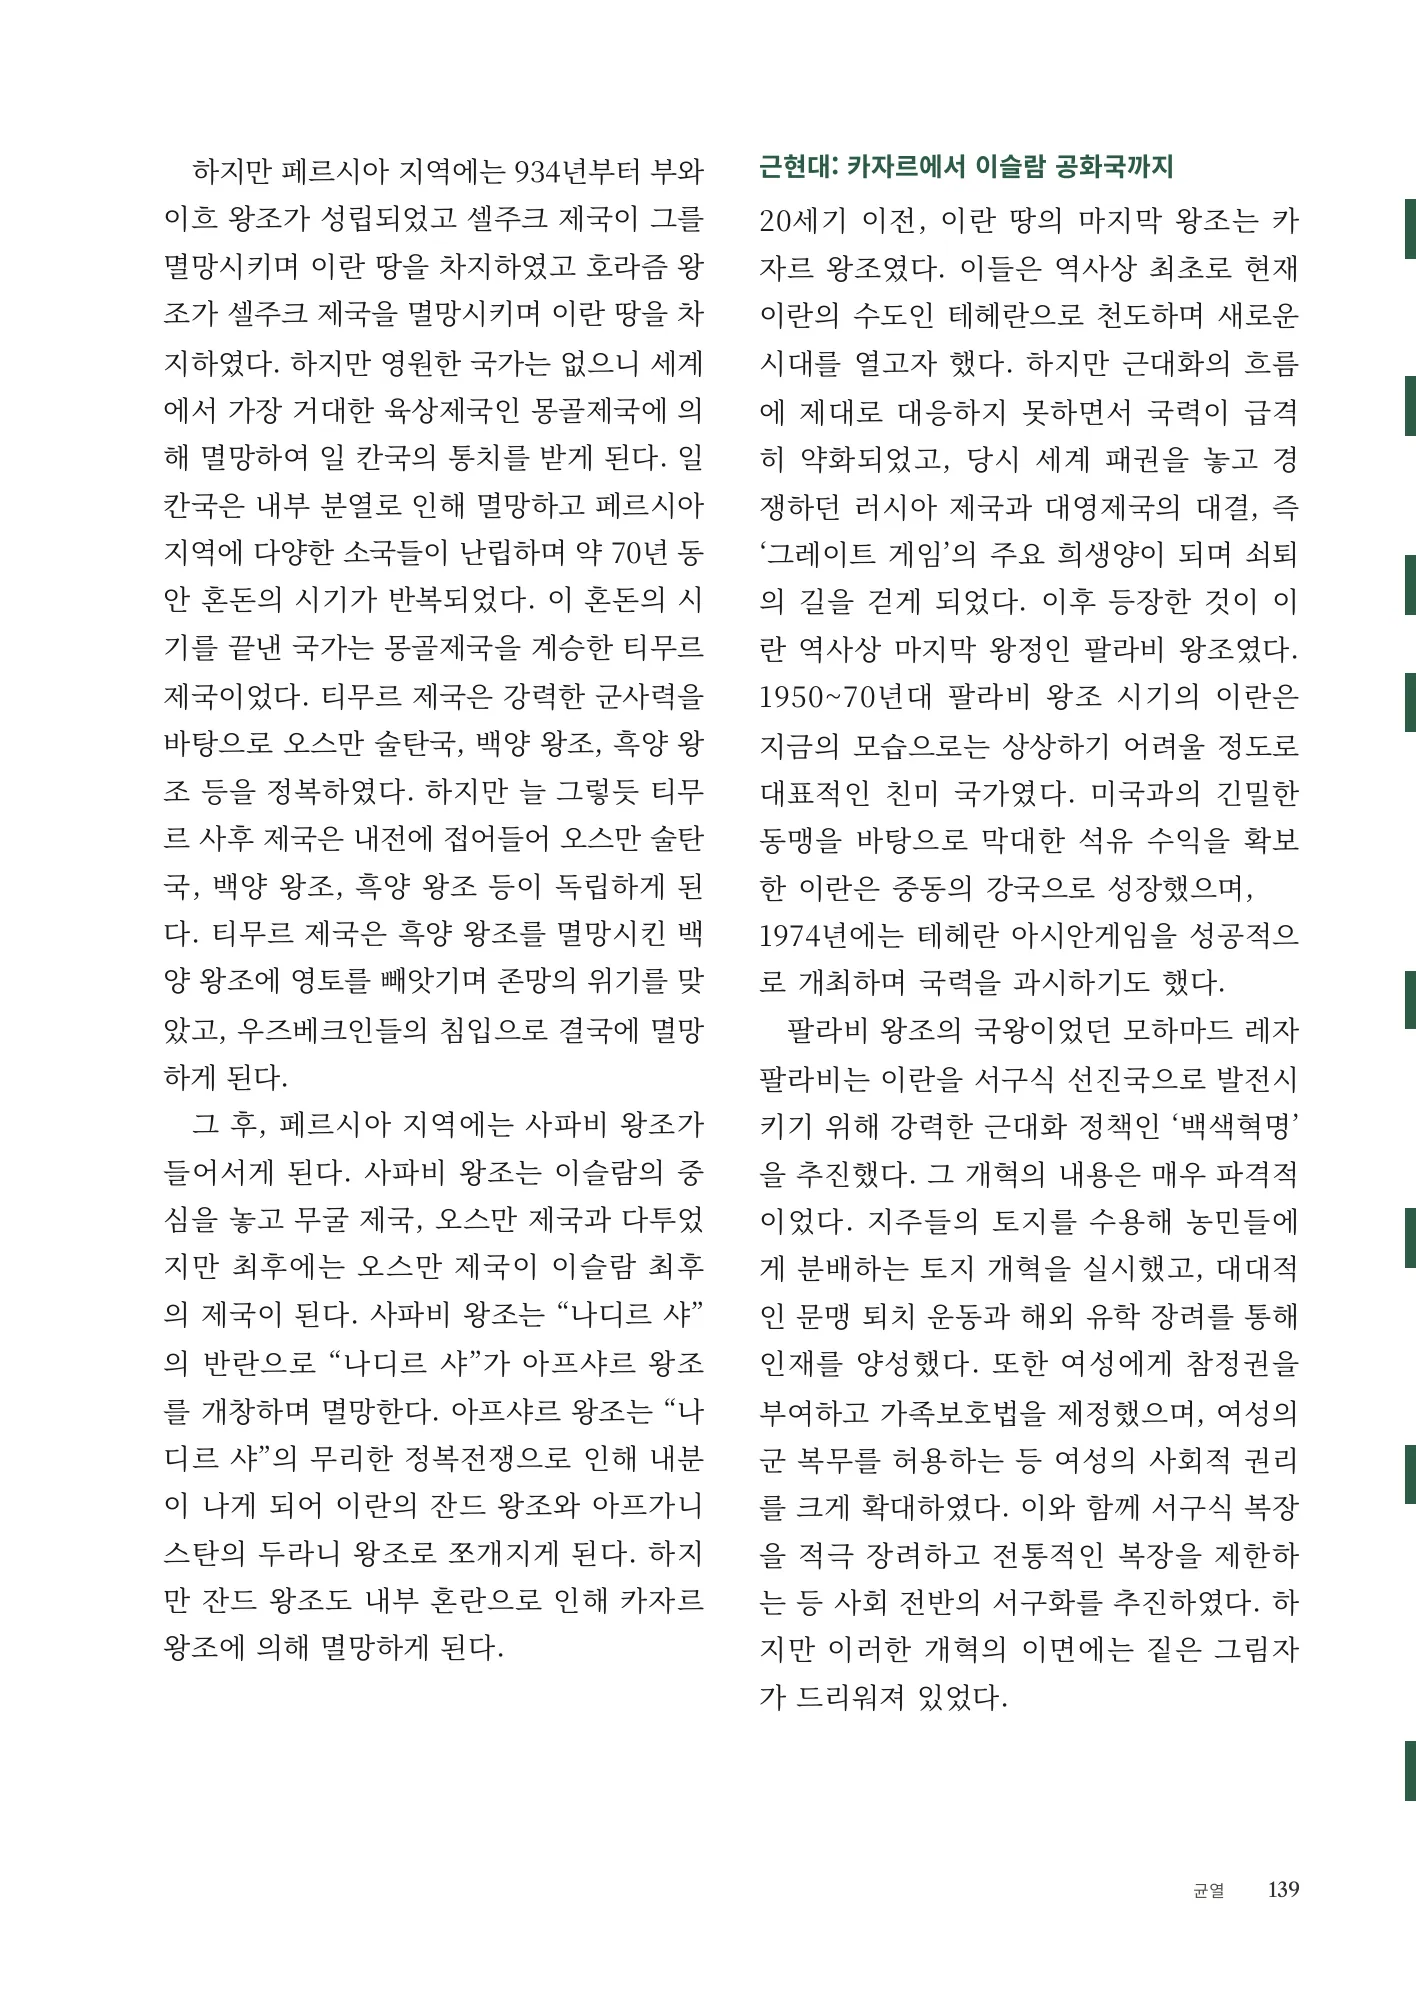 하지만 페르시아 지역에는 934년부터 부와
이흐 왕조가 성립되었고 셀주크 제국이 그를
멸망시키며 이란 땅을 차지하였고 호라즘 왕
조가 셀주크 제국을 멸망시키며 이란 땅을 차
지하였다. 하지만 영원한 국가는 없으니 세계
에서 가장 거대한 육상제국인 몽골제국에 의
해 멸망하여 일 칸국의 통치를 받게 된다. 일
칸국은 내부 분열로 인해 멸망하고 페르시아
지역에 다양한 소국들이 난립하며 약 70년 동
안 혼돈의 시기가 반복되었다. 이 혼돈의 시
기를 끝낸 국가는 몽골제국을 계승한 티무르
제국이었다. 티무르 제국은 강력한 군사력을
바탕으로 오스만 술탄국, 백양 왕조, 흑양 왕
조 등을 정복하였다. 하지만 늘 그렇듯 티무
르 사후 제국은 내전에 접어들어 오스만 술탄
국, 백양 왕조, 흑양 왕조 등이 독립하게 된
다. 티무르 제국은 흑양 왕조를 멸망시킨 백
양 왕조에 영토를 빼앗기며 존망의 위기를 맞
았고, 우즈베크인들의 침입으로 결국에 멸망
하게 된다.
그 후, 페르시아 지역에는 사파비 왕조가
들어서게 된다. 사파비 왕조는 이슬람의 중
심을 놓고 무굴 제국, 오스만 제국과 다투었
지만 최후에는 오스만 제국이 이슬람 최후
의 제국이 된다. 사파비 왕조는 “나디르 샤”
의 반란으로 “나디르 샤”가 아프샤르 왕조
를 개창하며 멸망한다. 아프샤르 왕조는 “나
디르 샤”의 무리한 정복전쟁으로 인해 내분
이 나게 되어 이란의 잔드 왕조와 아프가니
스탄의 두라니 왕조로 쪼개지게 된다. 하지
만 잔드 왕조도 내부 혼란으로 인해 카자르
왕조에 의해 멸망하게 된다.
근현대: 카자르에서 이슬람 공화국까지
20세기 이전, 이란 땅의 마지막 왕조는 카
자르 왕조였다. 이들은 역사상 최초로 현재
이란의 수도인 테헤란으로 천도하며 새로운
시대를 열고자 했다. 하지만 근대화의 흐름
에 제대로 대응하지 못하면서 국력이 급격
히 약화되었고, 당시 세계 패권을 놓고 경
쟁하던 러시아 제국과 대영제국의 대결, 즉
‘그레이트 게임’의 주요 희생양이 되며 쇠퇴
의 길을 걷게 되었다. 이후 등장한 것이 이
란 역사상 마지막 왕정인 팔라비 왕조였다.
1950~70년대 팔라비 왕조 시기의 이란은
지금의 모습으로는 상상하기 어려울 정도로
대표적인 친미 국가였다. 미국과의 긴밀한
동맹을 바탕으로 막대한 석유 수익을 확보
한 이란은 중동의 강국으로 성장했으며,
1974년에는 테헤란 아시안게임을 성공적으
로 개최하며 국력을 과시하기도 했다.
팔라비 왕조의 국왕이었던 모하마드 레자
팔라비는 이란을 서구식 선진국으로 발전시
키기 위해 강력한 근대화 정책인 ‘백색혁명’
을 추진했다. 그 개혁의 내용은 매우 파격적
이었다. 지주들의 토지를 수용해 농민들에
게 분배하는 토지 개혁을 실시했고, 대대적
인 문맹 퇴치 운동과 해외 유학 장려를 통해
인재를 양성했다. 또한 여성에게 참정권을
부여하고 가족보호법을 제정했으며, 여성의
군 복무를 허용하는 등 여성의 사회적 권리
를 크게 확대하였다. 이와 함께 서구식 복장
을 적극 장려하고 전통적인 복장을 제한하
는 등 사회 전반의 서구화를 추진하였다. 하
지만 이러한 개혁의 이면에는 짙은 그림자
가 드리워져 있었다.
균열 139